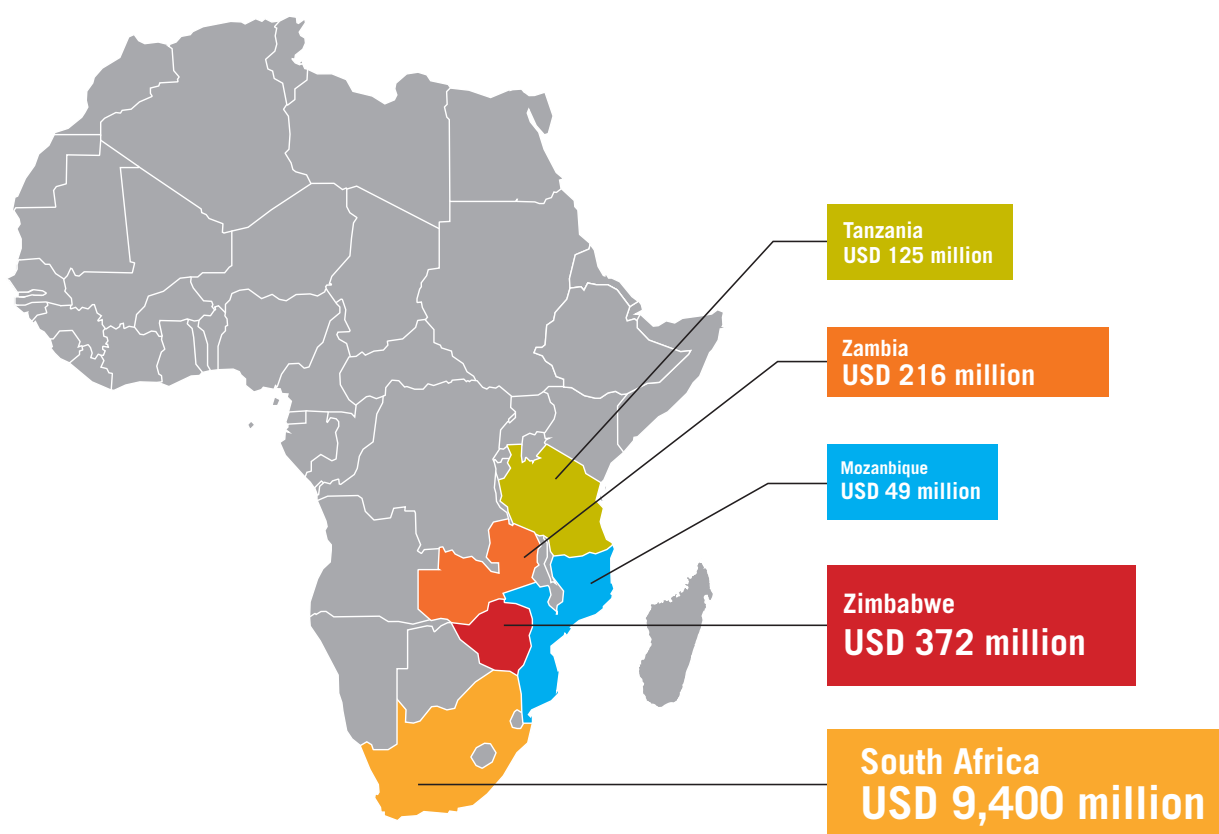 Tanzania
USD 125 million
Zambia
USD 216 million
Mozanbique
USD 49 million
Zimbabwe
USD 372 million
South Africa
USD 9,400 million